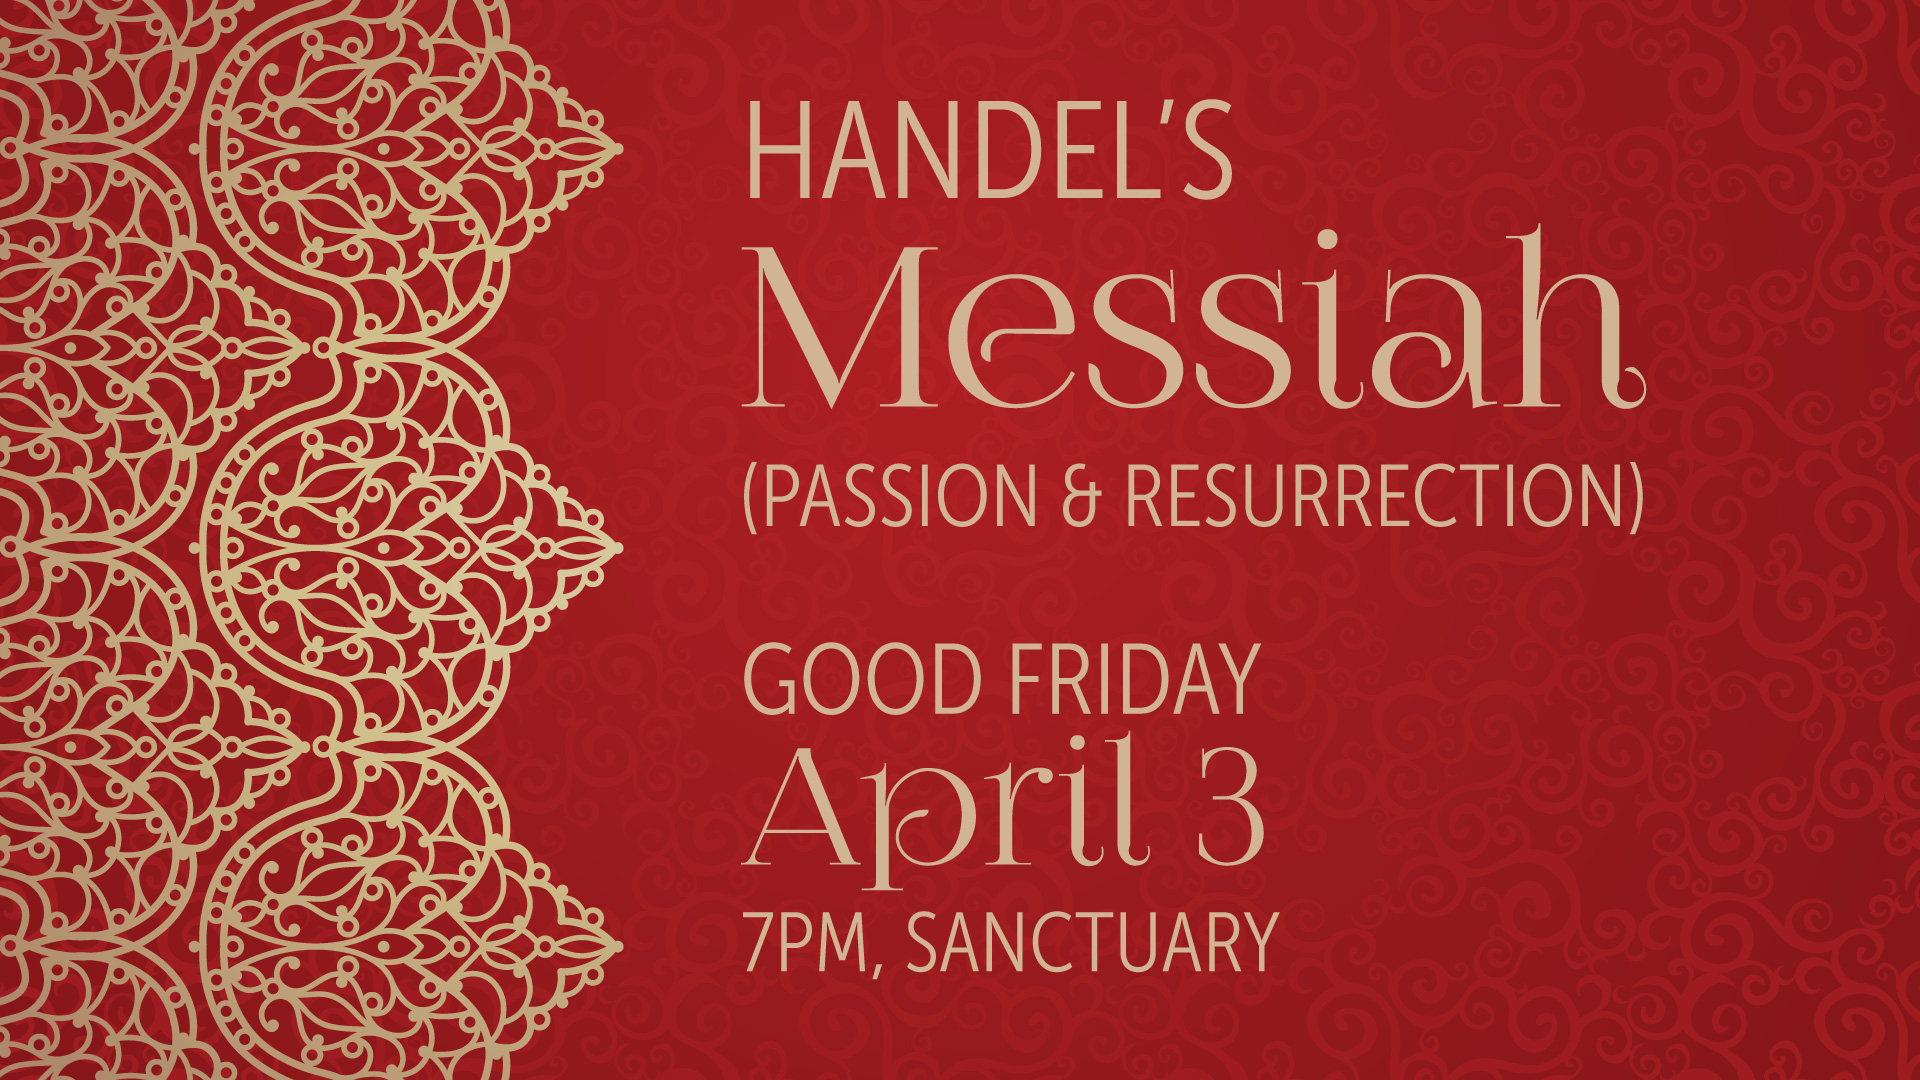 HANDEL’S
Messiah
(PASSION & RESURRECTION)
GOOD FRIDAY
April 3
7PM, SANCTUARY